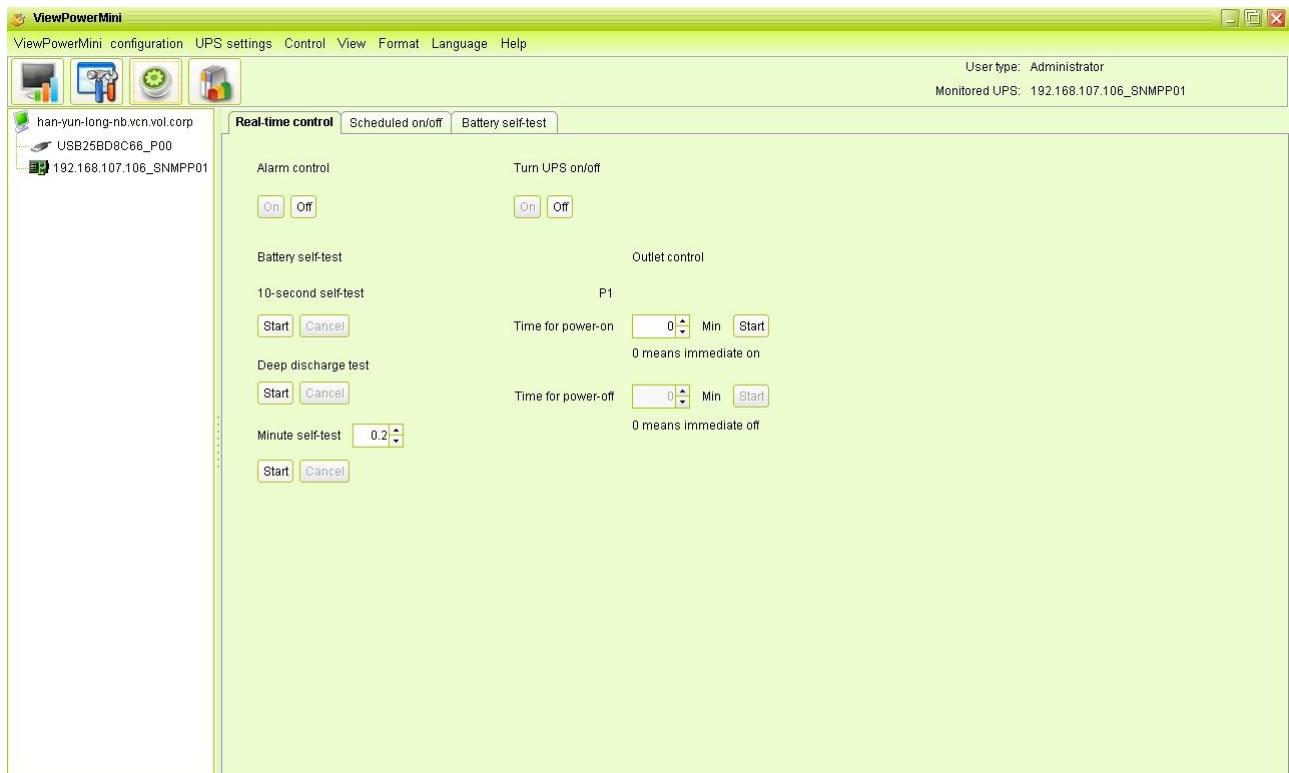 ViewPowerMini
ViewPowerMini configuration UPS settings Control View Format Language Help
User type: Administrator
Monitored UPS: 192.168.107.106_SNMPP01
han-yun-long-nb.vcn.vol.corp
USB25BD8C66_P00
192.168.107.106_SNMPP01
Real-time control Scheduled on/off Battery self-test
Alarm control Turn UPS on/off
On Off On Off
Battery self-test Outlet control
10-second self-test P1
Start Cancel Time for power-on 0 Min Start
0 means immediate on
Deep discharge test
Start Cancel Time for power-off 0 Min Start
0 means immediate off
Minute self-test 0.2
Start Cancel